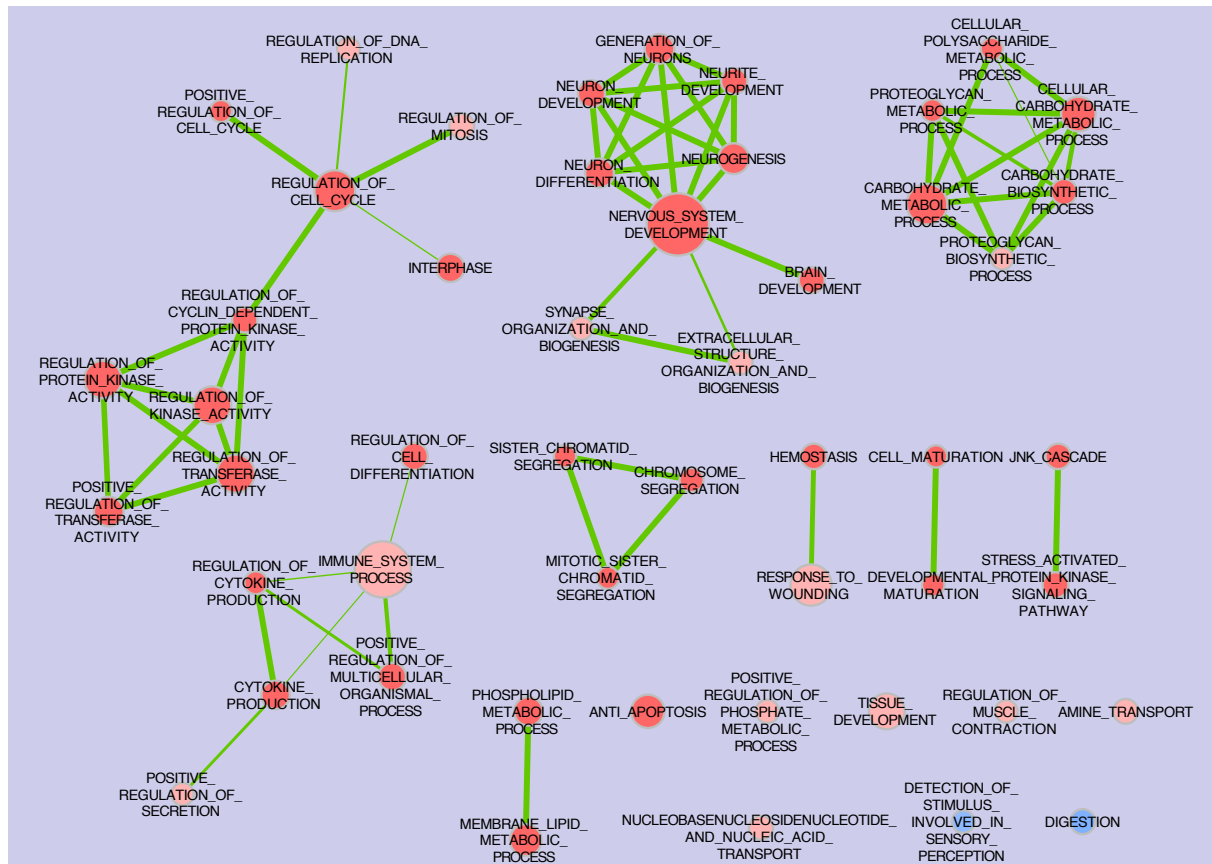 REGULATION_OF_DNA_
REPLICATION
POSITIVE_
REGULATION_OF_
CELL_CYCLE
REGULATION_OF_
MITOSIS
REGULATION_OF_
CELL_CYCLE
INTERPHASE
REGULATION_OF_
CYCLIN_DEPENDENT_
PROTEIN_KINASE_
ACTIVITY
REGULATION_OF_
PROTEIN_KINASE_
ACTIVITY
REGULATION_OF_
KINASE_ACTIVITY
REGULATION_OF_
TRANSFERASE_
ACTIVITY
POSITIVE_
REGULATION_OF_
TRANSFERASE_
ACTIVITY
GENERATION_OF_
NEURONS
NEURON_
DEVELOPMENT
NEURITE_
DEVELOPMENT
NEURON_
DIFFERENTIATION
NEUROGENESIS
NERVOUS_SYSTEM_
DEVELOPMENT
BRAIN_
DEVELOPMENT
SYNAPSE_
ORGANIZATION_AND_
BIOGENESIS
EXTRACELLULAR_
STRUCTURE_
ORGANIZATION_AND_
BIOGENESIS
CELLULAR_
POLYSACCHARIDE_
METABOLIC_
PROCESS
PROTEOGLYCAN_
METABOLIC_
PROCESS
CELLULAR_
CARBOHYDRATE_
METABOLIC_
PROCESS
CARBOHYDRATE_
METABOLIC_
PROCESS
CARBOHYDRATE_
BIOSYNTHETIC_
PROCESS
PROTEOGLYCAN_
BIOSYNTHETIC_
PROCESS
REGULATION_OF_
CELL_
DIFFERENTIATION
IMMUNE_SYSTEM_
PROCESS
REGULATION_OF_
CYTOKINE_
PRODUCTION
CYTOKINE_
PRODUCTION
POSITIVE_
REGULATION_OF_
MULTICELLULAR_
ORGANISMAL_
PROCESS
POSITIVE_
REGULATION_OF_
SECRETION
SISTER_CHROMATID_
SEGREGATION
CHROMOSOME_
SEGREGATION
MITOTIC_SISTER_
CHROMATID_
SEGREGATION
HEMOSTASIS
RESPONSE_TO_
WOUNDING
CELL_MATURATION
DEVELOPMENTAL_
MATURATION
JNK_CASCADE
STRESS_ACTIVATED_
PROTEIN_KINASE_
SIGNALING_
PATHWAY
PHOSPHOLIPID_
METABOLIC_
PROCESS
MEMBRANE_LIPID_
METABOLIC_
PROCESS
ANTI_APOPTOSIS
POSITIVE_
REGULATION_OF_
PHOSPHATE_
METABOLIC_
PROCESS
TISSUE_
DEVELOPMENT
REGULATION_OF_
MUSCLE_
CONTRACTION
AMINE_TRANSPORT
NUCLEOBASENUCLEOSIDENUCLEOTIDE_
AND_NUCLEIC_ACID_
TRANSPORT
DETECTION_OF_
STIMULUS_
INVOLVED_IN_
SENSORY_
PERCEPTION
DIGESTION